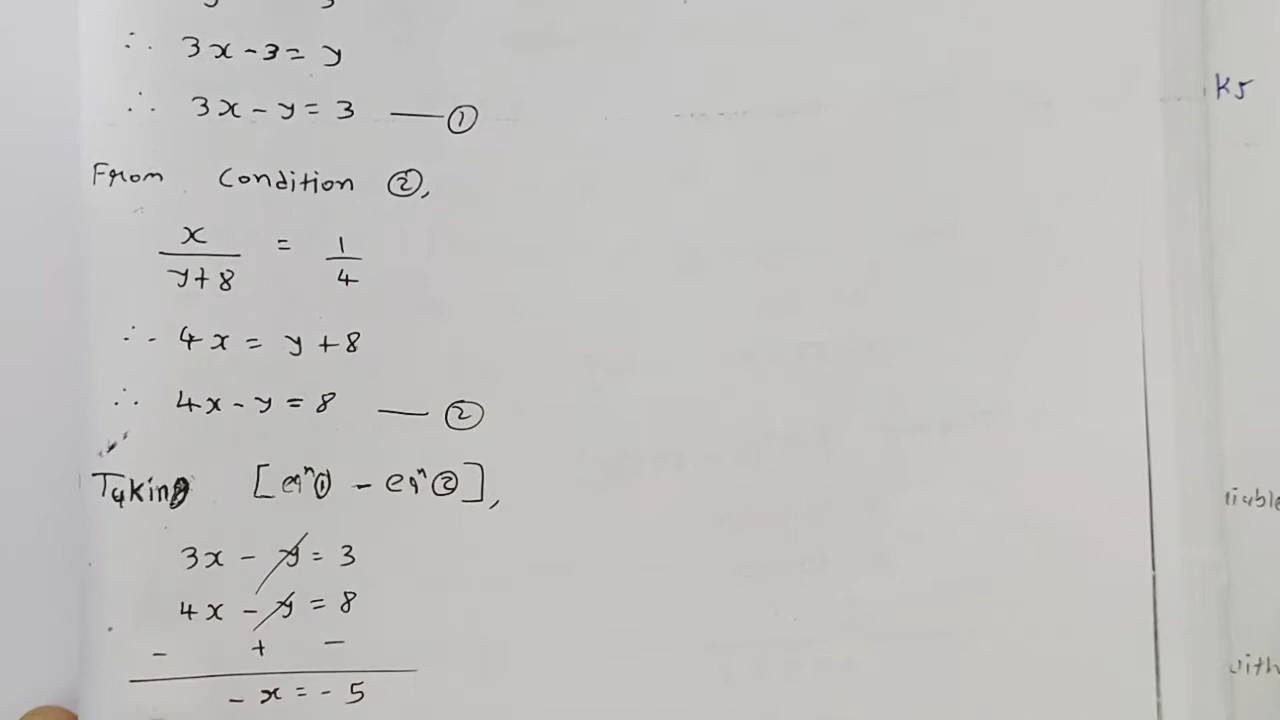 ∴ 3x - 3 = y
∴ 3x - y = 3 —— ①
K5
From Condition ②,
x / y+8 = 1 / 4
∴ 4x = y + 8
∴ 4x - y = 8 —— ②
Taking [eqⁿ① - eqⁿ②],
3x - y = 3
4x - y = 8
- + -
- x = - 5